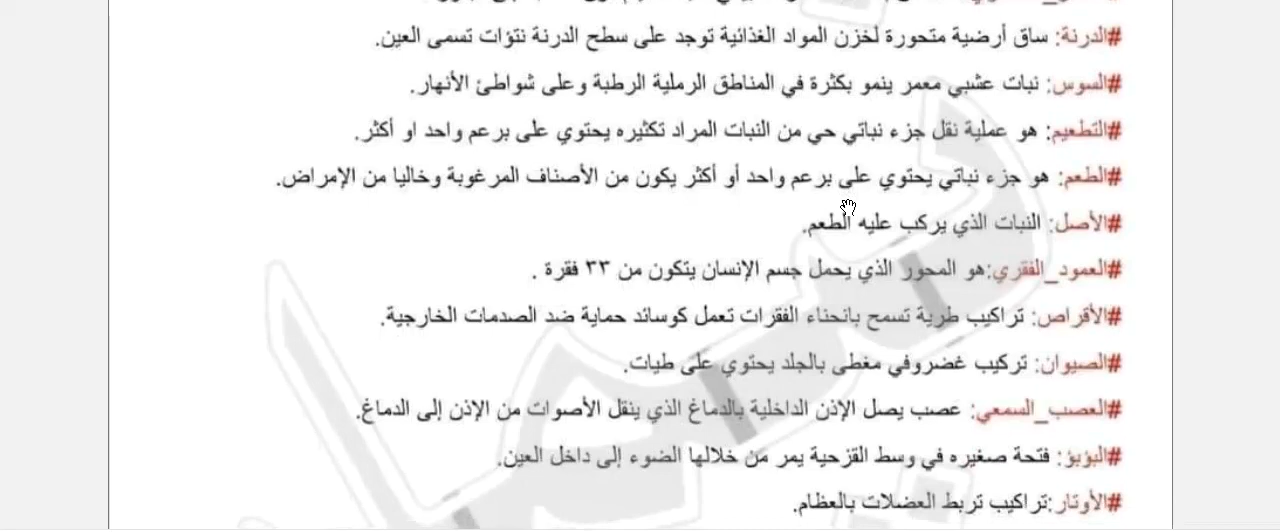 #الدرنة: ساق أرضية متحورة لخزن المواد الغذائية توجد على سطح الدرنة نتؤات تسمى العين.
#السوس: نبات عشبي معمر ينمو بكثرة في المناطق الرملية الرطبة وعلى شواطئ الأنهار.
#التطعيم: هو عملية نقل جزء نباتي حي من النبات المراد تكثيره يحتوي على برعم واحد او أكثر.
#الطعم: هو جزء نباتي يحتوي على برعم واحد أو أكثر يكون من الأصناف المرغوبة وخاليا من الإمراض.
#الأصل: النبات الذي يركب عليه الطعم.
#العمود_الفقري:هو المحور الذي يحمل جسم الإنسان يتكون من ٣٣ فقرة .
#الأقراص: تراكيب طرية تسمح بانحناء الفقرات تعمل كوسائد حماية ضد الصدمات الخارجية.
#الصيوان: تركيب غضروفي مغطى بالجلد يحتوي على طيات.
#العصب_السمعي: عصب يصل الإذن الداخلية بالدماغ الذي ينقل الأصوات من الإذن إلى الدماغ.
#البؤبؤ: فتحة صغيره في وسط القزحية يمر من خلالها الضوء إلى داخل العين.
#الأوتار:تراكيب تربط العضلات بالعظام.